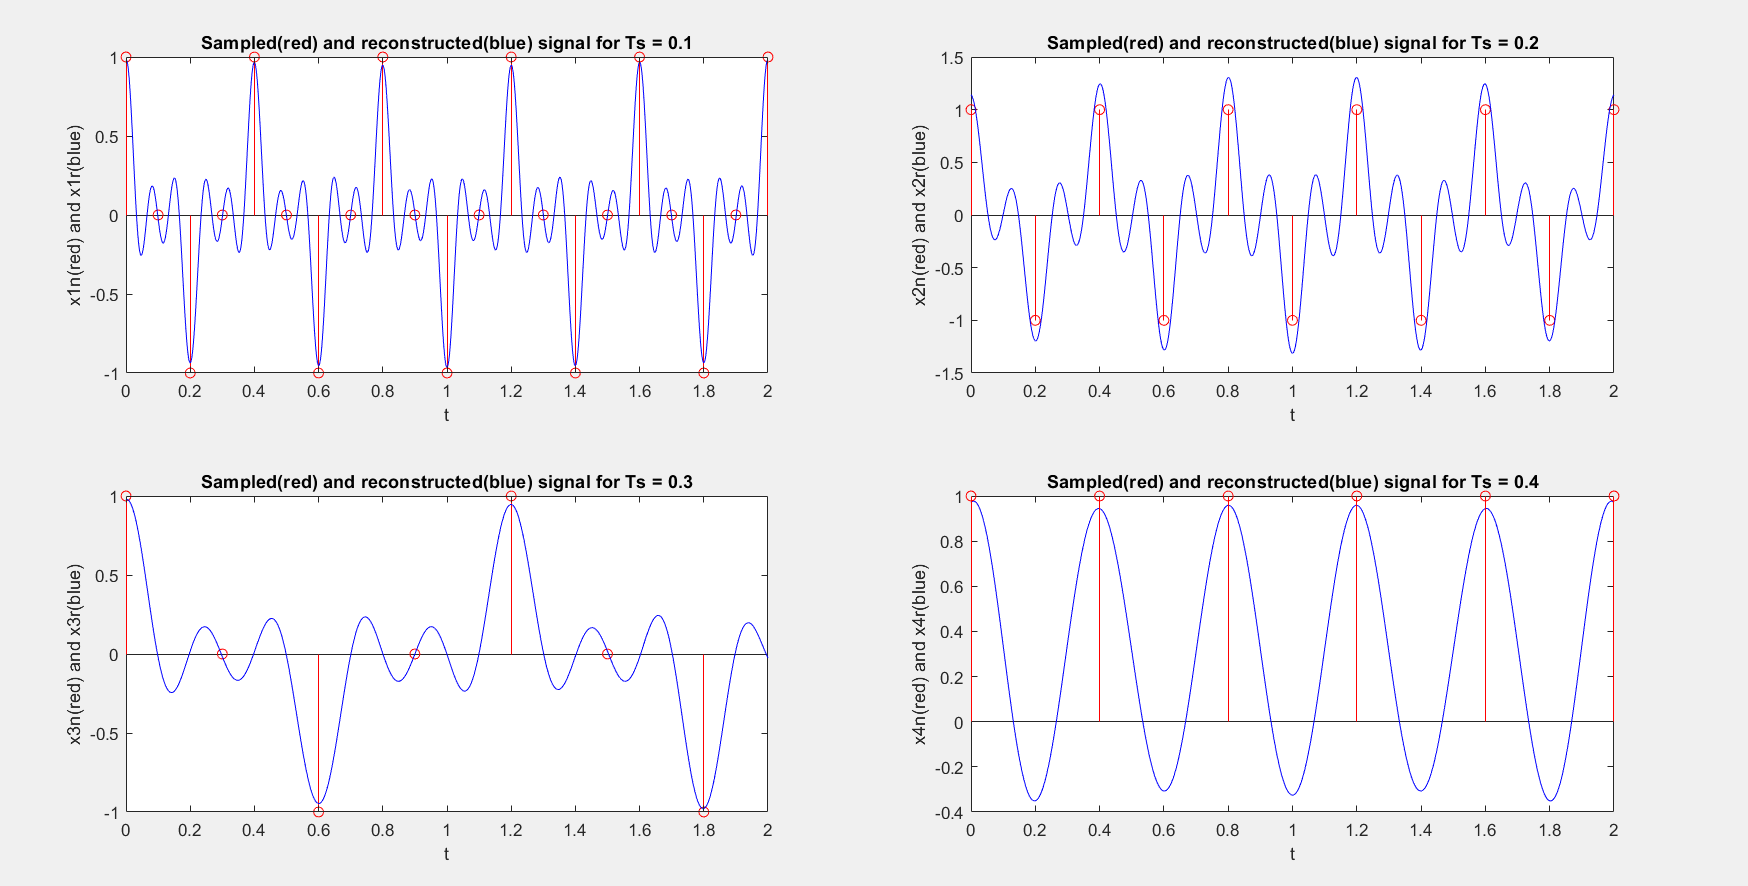 Sampled(red) and reconstructed(blue) signal for Ts = 0.1
x1n(red) and x1r(blue)
1
0.5
0
-0.5
-1
0 0.2 0.4 0.6 0.8 1 1.2 1.4 1.6 1.8 2
t
Sampled(red) and reconstructed(blue) signal for Ts = 0.2
x2n(red) and x2r(blue)
1.5
1
0.5
0
-0.5
-1
-1.5
0 0.2 0.4 0.6 0.8 1 1.2 1.4 1.6 1.8 2
t
Sampled(red) and reconstructed(blue) signal for Ts = 0.3
x3n(red) and x3r(blue)
1
0.5
0
-0.5
-1
0 0.2 0.4 0.6 0.8 1 1.2 1.4 1.6 1.8 2
t
Sampled(red) and reconstructed(blue) signal for Ts = 0.4
x4n(red) and x4r(blue)
1
0.8
0.6
0.4
0.2
0
-0.2
-0.4
0 0.2 0.4 0.6 0.8 1 1.2 1.4 1.6 1.8 2
t